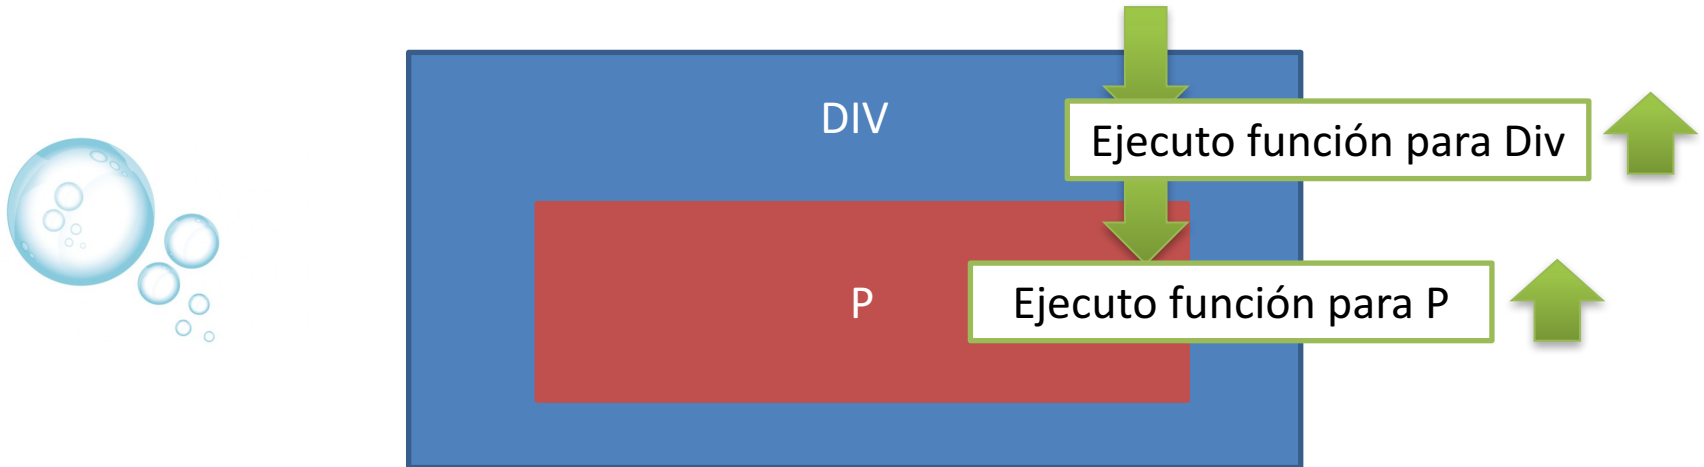 DIV
Ejecuto función para Div
P
Ejecuto función para P